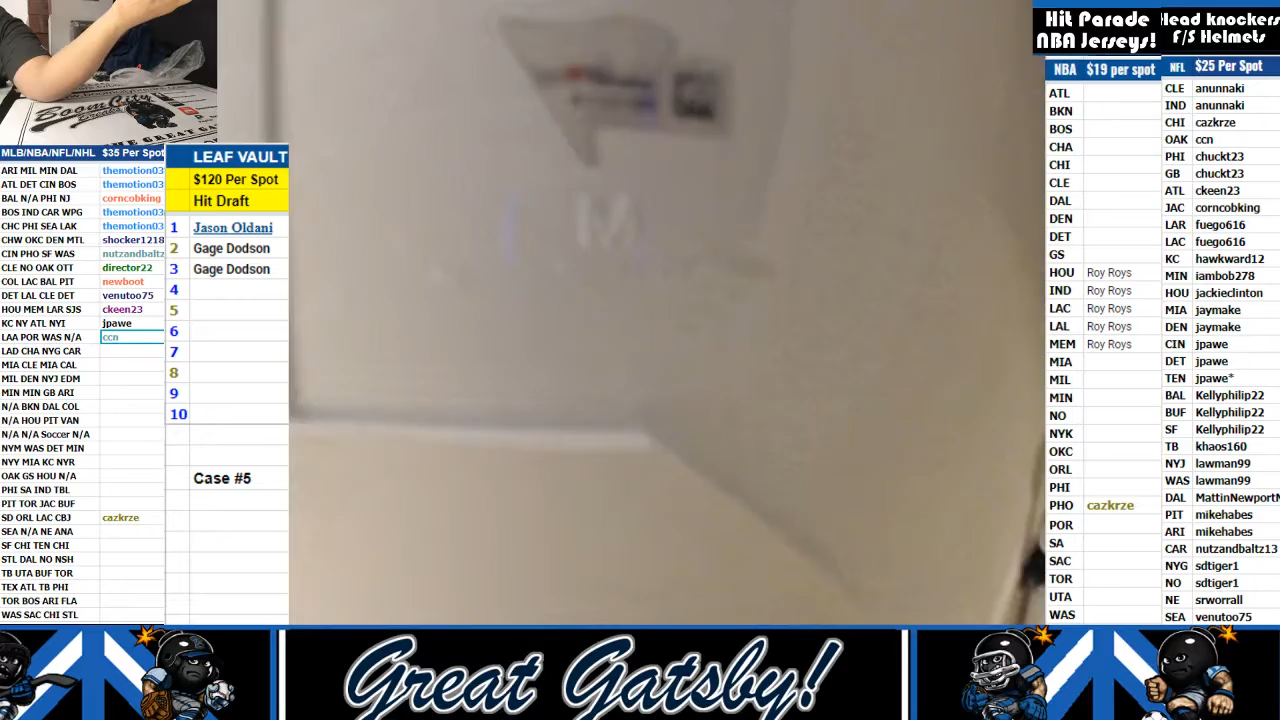 BoomCity
Breaks
THE GREAT GA
MLB/NBA/NFL/NHL $35 Per Spot
ARI MIL MIN DAL themotion03
ATL DET CIN BOS themotion03
BAL N/A PHI NJ corncobking
BOS IND CAR WPG themotion03
CHC PHI SEA LAK themotion03
CHW OKC DEN MTL shocker1218
CIN PHO SF WAS nutzandbaltz
CLE NO OAK OTT director22
COL LAC BAL PIT newboot
DET LAL CLE DET venutoo75
HOU MEM LAR SJS ckeen23
KC NY ATL NYI jpawe
LAA POR WAS N/A ccn
LAD CHA NYG CAR
MIA CLE MIA CAL
MIL DEN NYJ EDM
MIN MIN GB ARI
N/A BKN DAL COL
N/A HOU PIT VAN
N/A N/A Soccer N/A
NYM WAS DET MIN
NYY MIA KC NYR
OAK GS HOU N/A
PHI SA IND TBL
PIT TOR JAC BUF
SD ORL LAC CBJ cazkrze
SEA N/A NE ANA
SF CHI TEN CHI
STL DAL NO NSH
TB UTA BUF TOR
TEX ATL TB PHI
TOR BOS ARI FLA
WAS SAC CHI STL
LEAF VAULT
$120 Per Spot
Hit Draft
1 Jason Oldani
2 Gage Dodson
3 Gage Dodson
4
5
6
7
8
9
10
Case #5
M
Hit Parade
NBA Jerseys!
NBA $19 per spot
ATL
BKN
BOS
CHA
CHI
CLE
DAL
DEN
DET
GS
HOU Roy Roys
IND Roy Roys
LAC Roy Roys
LAL Roy Roys
MEM Roy Roys
MIA
MIL
MIN
NO
NYK
OKC
ORL
PHI
PHO cazkrze
POR
SA
SAC
TOR
UTA
WAS
Head knockers
F/S Helmets
NFL $25 Per Spot
CLE anunnaki
IND anunnaki
CHI cazkrze
OAK ccn
PHI chuckt23
GB chuckt23
ATL ckeen23
JAC corncobking
LAR fuego616
LAC fuego616
KC hawkward12
MIN iambob278
HOU jackieclinton
MIA jaymake
DEN jaymake
CIN jpawe
DET jpawe
TEN jpawe*
BAL Kellyphilip22
BUF Kellyphilip22
SF Kellyphilip22
TB khaos160
NYJ lawman99
WAS lawman99
DAL MattinNewportN
PIT mikehabes
ARI mikehabes
CAR nutzandbaltz13
NYG sdtiger1
NO sdtiger1
NE srworrall
SEA venutoo75
Great Gatsby!